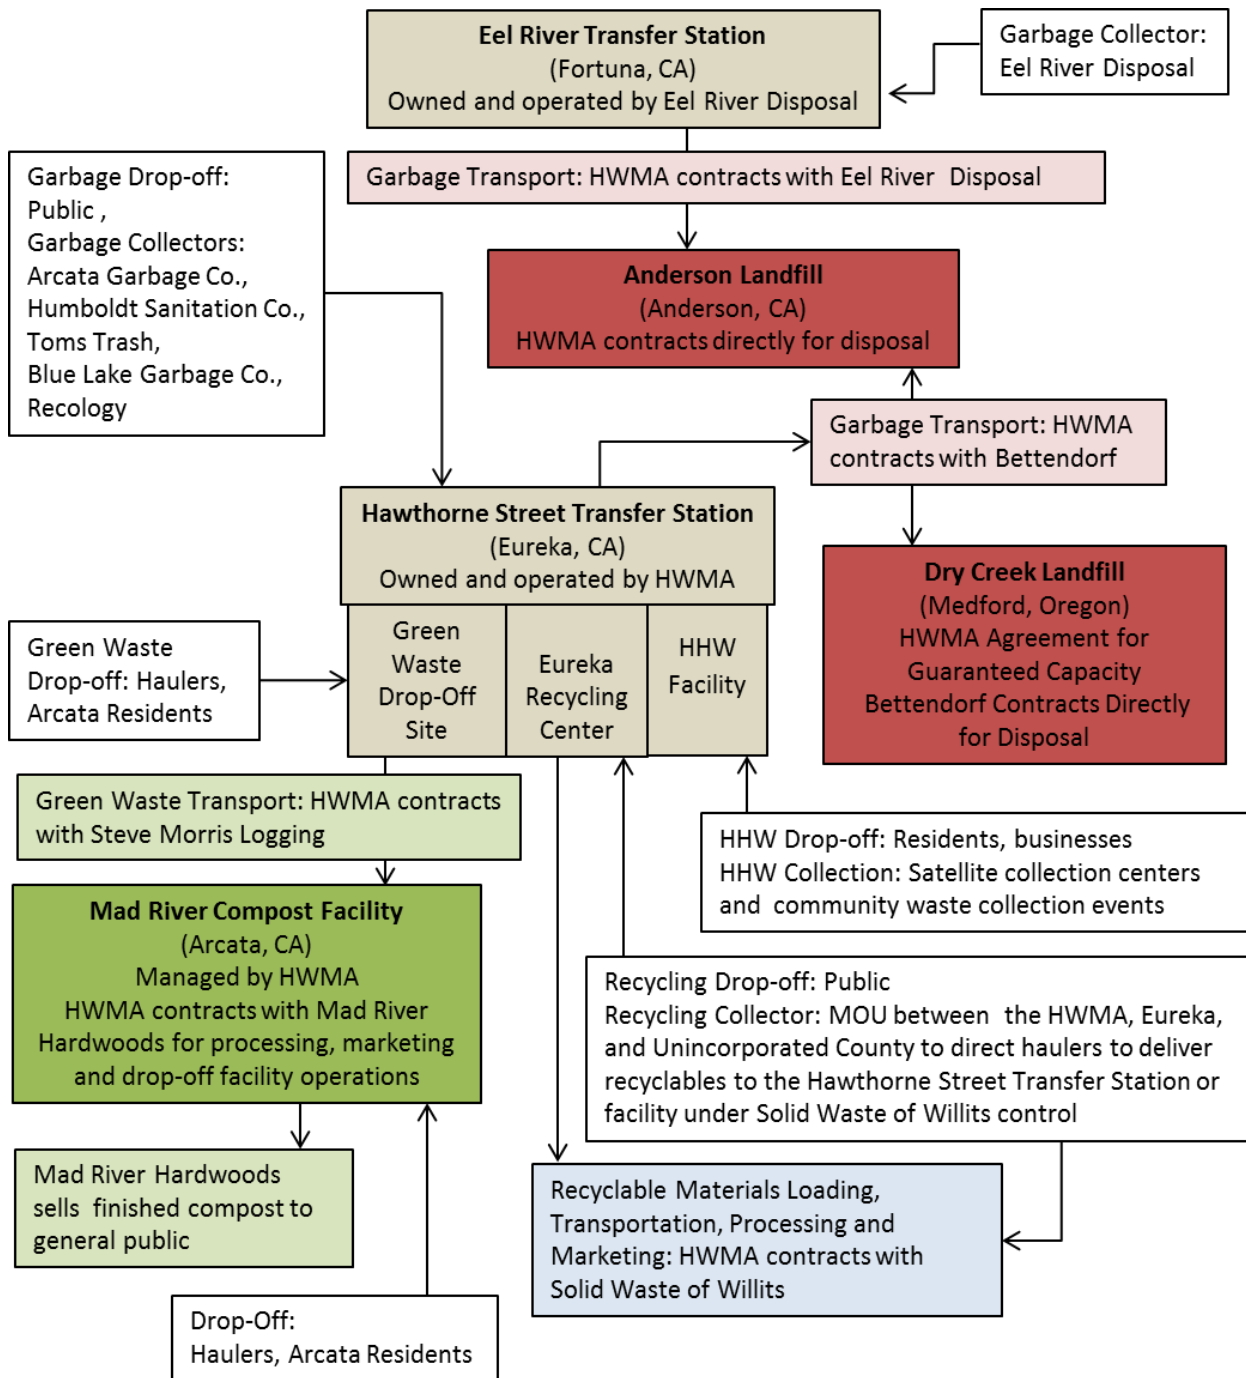 Eel River Transfer Station
(Fortuna, CA)
Owned and operated by Eel River Disposal
Garbage Collector:
Eel River Disposal
Garbage Transport: HWMA contracts with Eel River Disposal
Garbage Drop-off:
Public ,
Garbage Collectors:
Arcata Garbage Co.,
Humboldt Sanitation Co.,
Toms Trash,
Blue Lake Garbage Co.,
Recology
Anderson Landfill
(Anderson, CA)
HWMA contracts directly for disposal
Garbage Transport: HWMA
contracts with Bettendorf
Hawthorne Street Transfer Station
(Eureka, CA)
Owned and operated by HWMA
Green
Waste
Drop-Off
Site
Eureka
Recycling
Center
HHW
Facility
Dry Creek Landfill
(Medford, Oregon)
HWMA Agreement for
Guaranteed Capacity
Bettendorf Contracts Directly
for Disposal
Green Waste
Drop-off: Haulers,
Arcata Residents
Green Waste Transport: HWMA contracts
with Steve Morris Logging
HHW Drop-off: Residents, businesses
HHW Collection: Satellite collection centers
and community waste collection events
Mad River Compost Facility
(Arcata, CA)
Managed by HWMA
HWMA contracts with Mad River
Hardwoods for processing, marketing
and drop-off facility operations
Recycling Drop-off: Public
Recycling Collector: MOU between the HWMA, Eureka,
and Unincorporated County to direct haulers to deliver
recyclables to the Hawthorne Street Transfer Station or
facility under Solid Waste of Willits control
Mad River Hardwoods
sells finished compost to
general public
Recyclable Materials Loading,
Transportation, Processing and
Marketing: HWMA contracts with
Solid Waste of Willits
Drop-Off:
Haulers, Arcata Residents